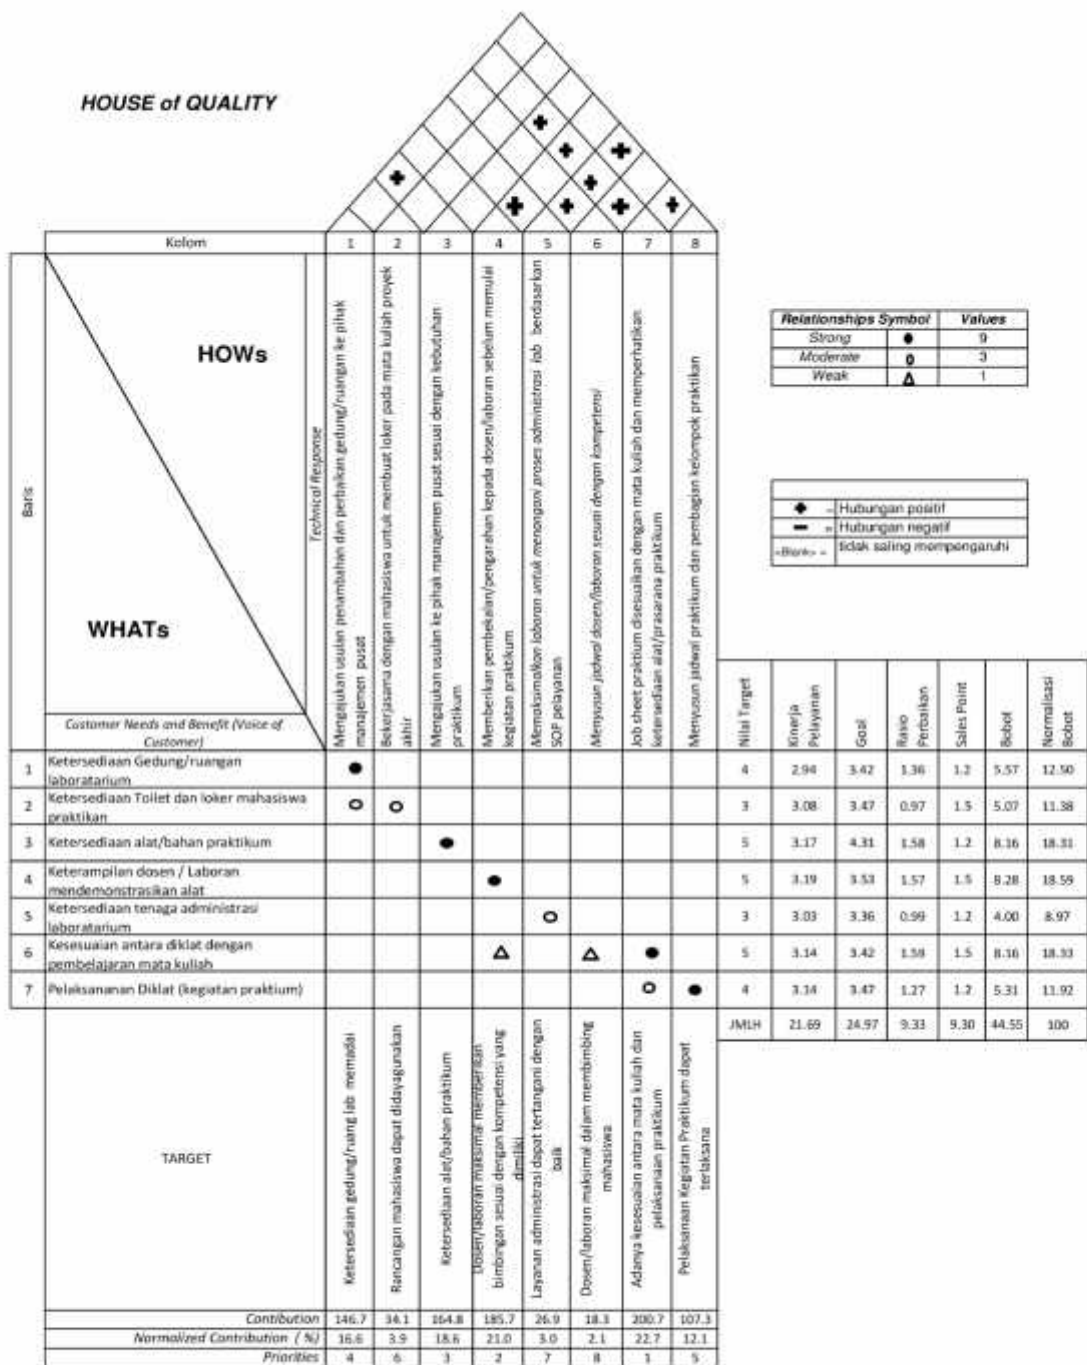 HOUSE of QUALITY
Kolom 1 2 3 4 5 6 7 8
Baris
HOWs
WHATs
Technical Response
Customer Needs and Benefit (Voice of
Customer)
Mengajukan usulan penambahan dan perbaikan gedung/ruangan ke pihak
manajemen pusat
Bekerjasama dengan mahasiswa untuk membuat loker pada mata kuliah proyek
akhir
Mengajukan usulan ke pihak manajemen pusat sesuai dengan kebutuhan
praktikum
Memberikan pembekalan/pengarahan kepada dosen/laboran sebelum memulai
kegiatan praktikum
Memaksimalkan laboran untuk menangani proses administrasi lab berdasarkan
SOP pelayanan
Menyusun jadwal dosen/laboran sesuai dengan kompetensi
Job sheet praktium disesuaikan dengan mata kuliah dan memperhatikan
ketersediaan alat/prasarana praktikum
Menyusun jadwal praktikum dan pembagian kelompok praktikan
Relationships Symbol Values
Strong 9
Moderate 3
Weak 1
= Hubungan positif
= Hubungan negatif
<Blank> = tidak saling mempengaruhi
Nilai Target
Kinerja
Pelayanan
Goal
Rasio
Perbaikan
Sales Point
Bobot
Normalisasi
Bobot
1 Ketersediaan Gedung/ruangan
laboratarium
4 2.94 3.42 1.36 1.2 5.57 12.50
2 Ketersediaan Toilet dan loker mahasiswa
praktikan
3 3.08 3.47 0.97 1.5 5.07 11.38
3 Ketersediaan alat/bahan praktikum
5 3.17 4.31 1.58 1.2 8.16 18.31
4 Keterampilan dosen / Laboran
mendemonstrasikan alat
5 3.19 3.53 1.57 1.5 8.28 18.59
5 Ketersediaan tenaga administrasi
laboratarium
3 3.03 3.36 0.99 1.2 4.00 8.97
6 Kesesuaian antara diklat dengan
pembelajaran mata kuliah
5 3.14 3.42 1.59 1.5 8.16 18.33
7 Pelaksananan Diklat (kegiatan praktium)
4 3.14 3.47 1.27 1.2 5.31 11.92
JMLH 21.69 24.97 9.33 9.30 44.55 100
TARGET
Ketersediaan gedung/ruang lab memadai
Rancangan mahasiswa dapat didayagunakan
Ketersediaan alat/bahan praktikum
Dosen/laboran maksimal memberikan
bimbingan sesuai dengan kompetensi yang
dimiliki
Layanan administrasi dapat tertangani dengan
baik
Dosen/laboran maksimal dalam membimbing
mahasiswa
Adanya kesesuaian antara mata kuliah dan
pelaksanaan praktikum
Pelaksanaan Kegiatan Praktikum dapat
terlaksana
Contibution 146.7 34.1 164.8 185.7 26.9 18.3 200.7 107.3
Normalized Contribution ( %) 16.6 3.9 18.6 21.0 3.0 2.1 22.7 12.1
Priorities 4 6 3 2 7 8 1 5